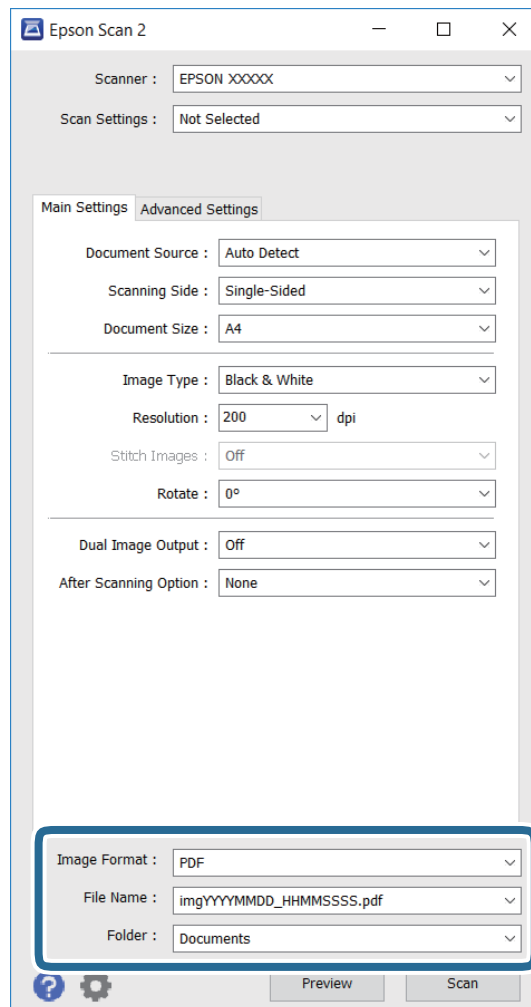 Epson Scan 2
Scanner : EPSON XXXXX
Scan Settings : Not Selected
Main Settings Advanced Settings
Document Source : Auto Detect
Scanning Side : Single-Sided
Document Size : A4
Image Type : Black & White
Resolution : 200 dpi
Stitch Images : Off
Rotate : 0°
Dual Image Output : Off
After Scanning Option : None
Image Format : PDF
File Name : imgYYYYMMDD_HHMMSSSS.pdf
Folder : Documents
? Preview Scan